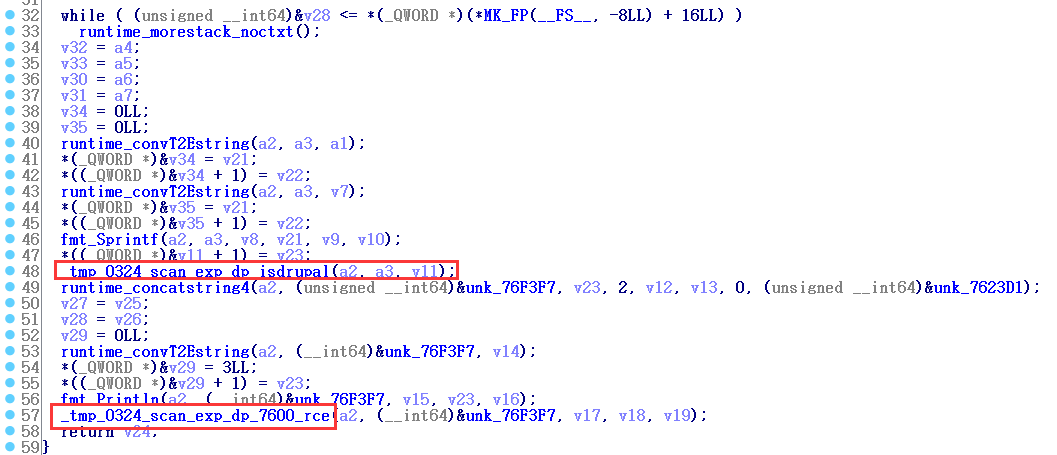 32 while ( (unsigned __int64)&v28 <= *(_QWORD *)(*MK_FP(__FS__, -8LL) + 16LL) )
33 runtime_morestack_noctxt();
34 v32 = a4;
35 v33 = a5;
36 v30 = a6;
37 v31 = a7;
38 v34 = 0LL;
39 v35 = 0LL;
40 runtime_convT2Estring(a2, a3, a1);
41 *(_QWORD *)&v34 = v21;
42 *((_QWORD *)&v34 + 1) = v22;
43 runtime_convT2Estring(a2, a3, v7);
44 *(_QWORD *)&v35 = v21;
45 *((_QWORD *)&v35 + 1) = v22;
46 fmt_Sprintf(a2, a3, v8, v21, v9, v10);
47 *((_QWORD *)&v11 + 1) = v23;
48 _tmp_0324_scan_exp_dp_isdrupal(a2, a3, v11);
49 runtime_concatstring4(a2, (unsigned __int64)&unk_76F3F7, v23, 2, v12, v13, 0, (unsigned __int64)&unk_7623D1);
50 v27 = v25;
51 v28 = v26;
52 v29 = 0LL;
53 runtime_convT2Estring(a2, (__int64)&unk_76F3F7, v14);
54 *(_QWORD *)&v29 = 3LL;
55 *((_QWORD *)&v29 + 1) = v23;
56 fmt_Println(a2, (__int64)&unk_76F3F7, v15, v23, v16);
57 _tmp_0324_scan_exp_dp_7600_rce(a2, (__int64)&unk_76F3F7, v17, v18, v19);
58 return v24;
59 }